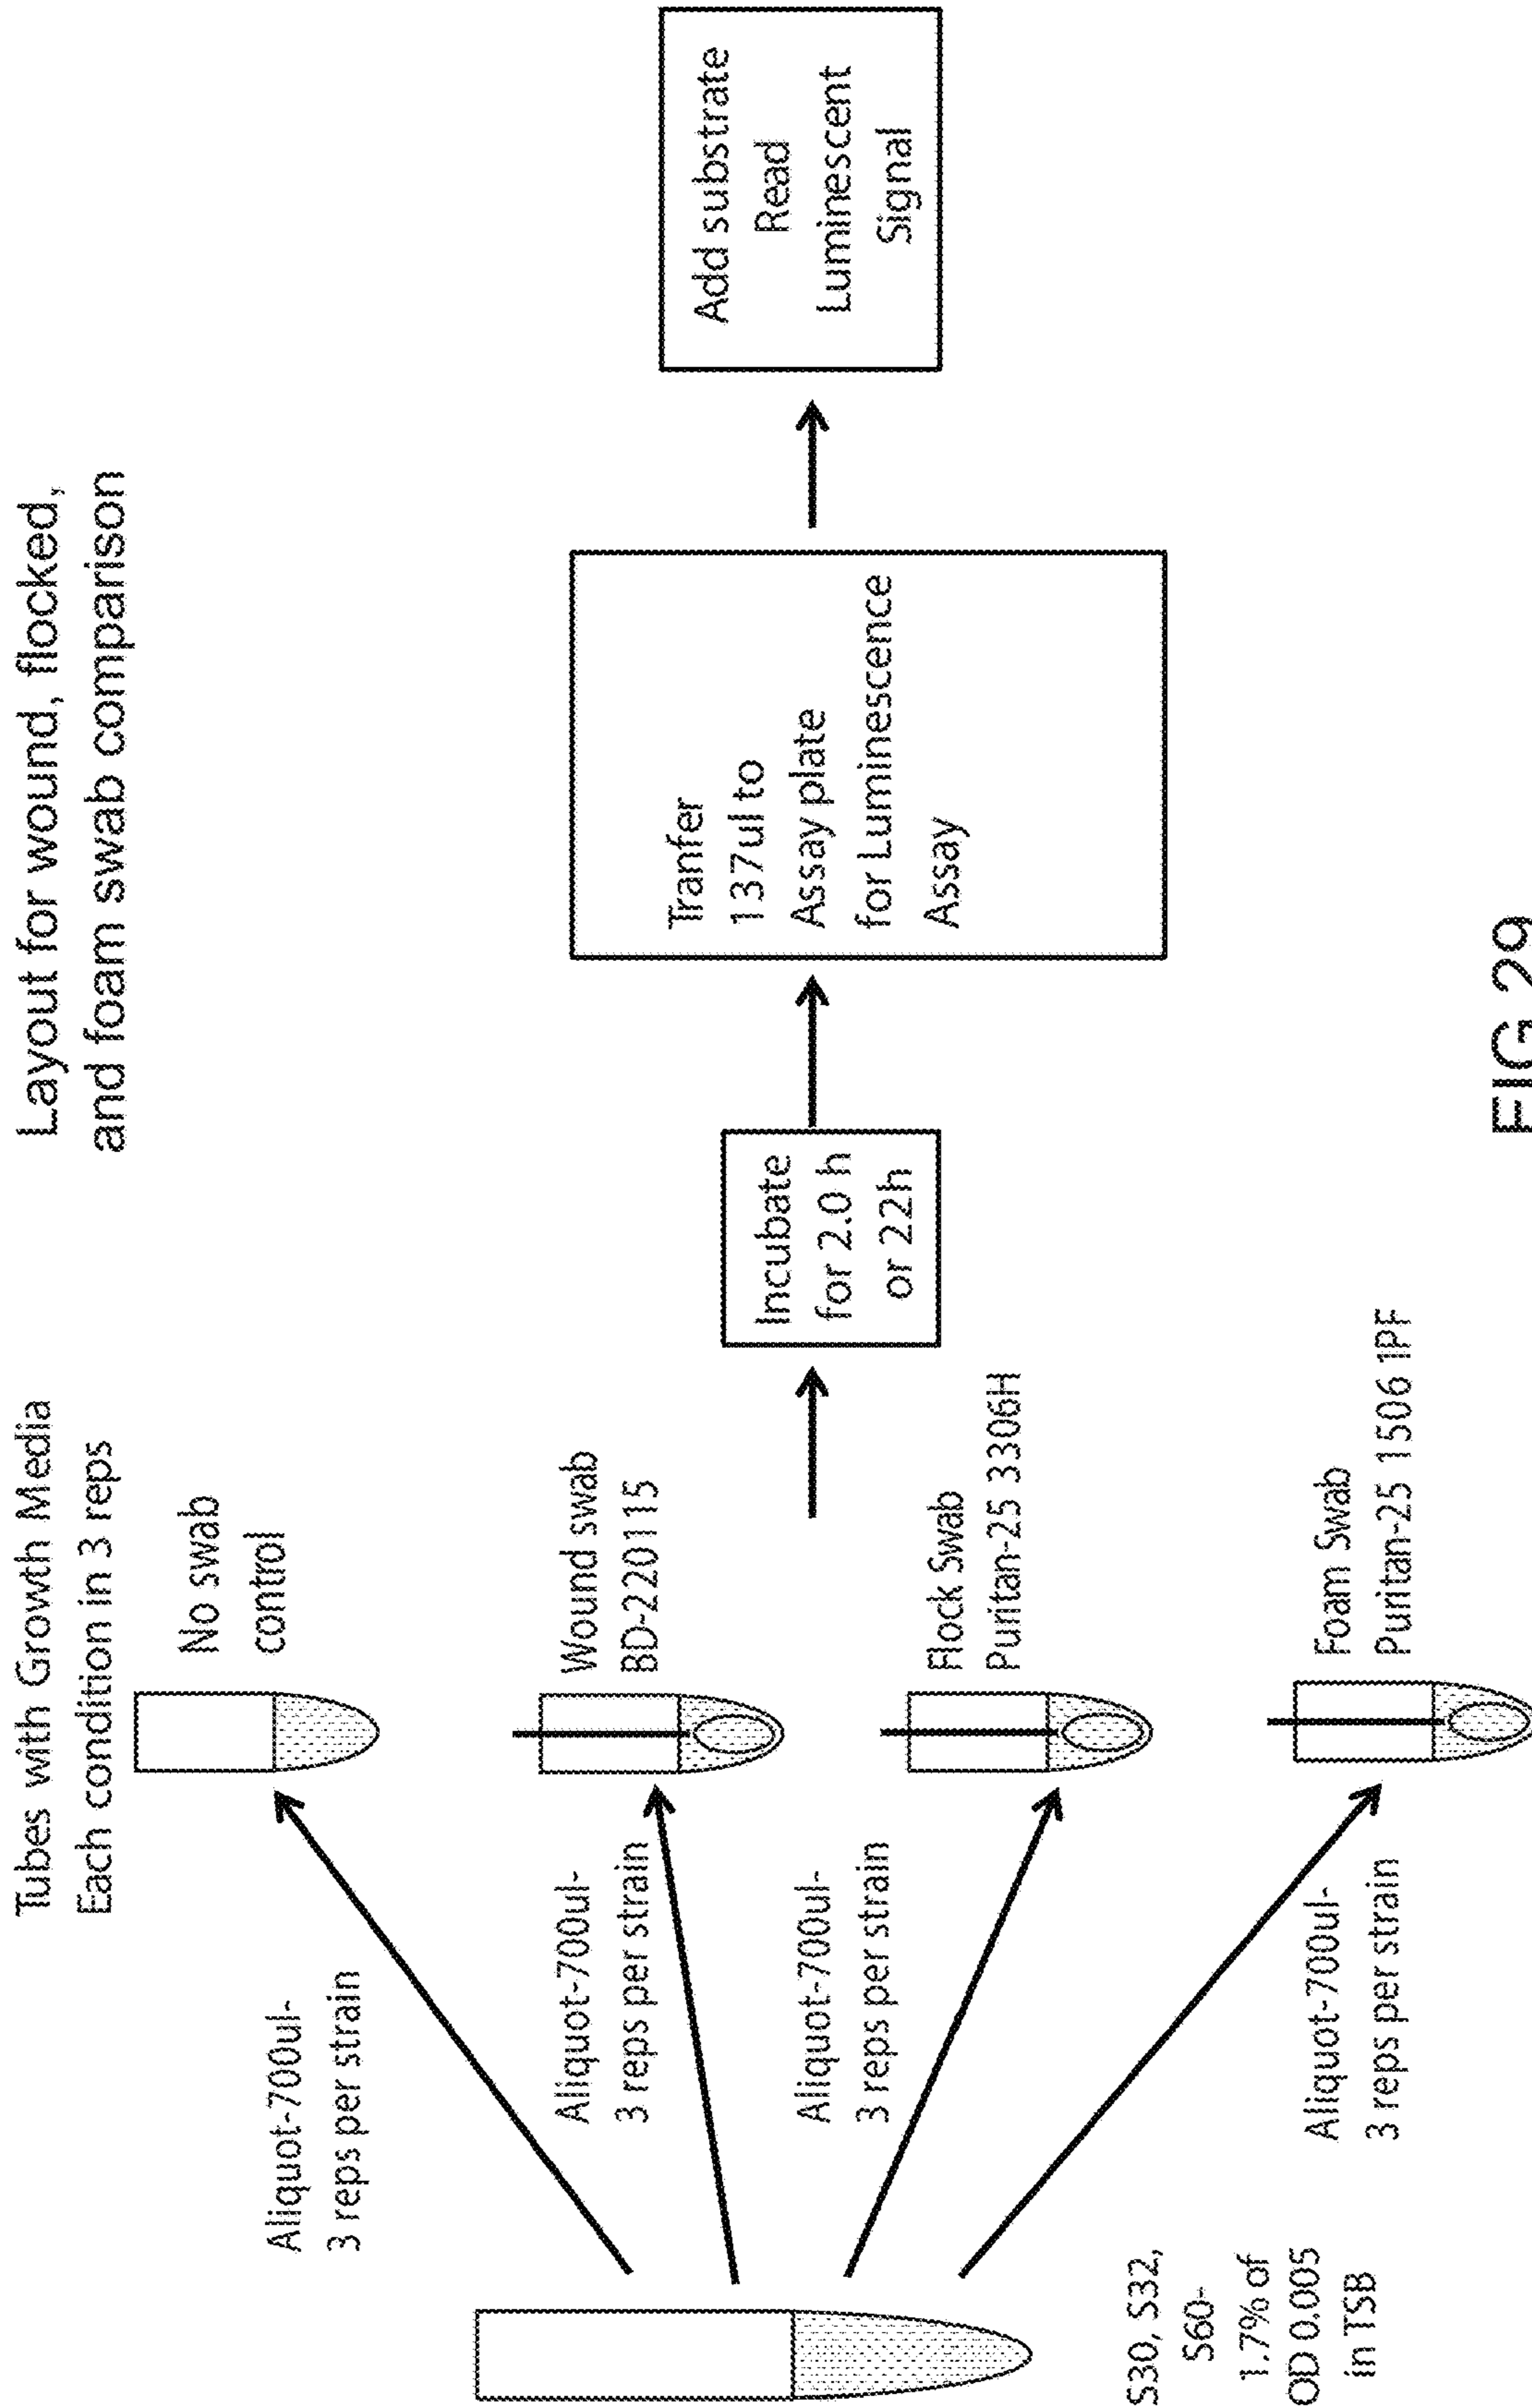 Layout for wound, flocked,
and foam swab comparison
Tubes with Growth Media
Each condition in 3 reps
S30, S32,
S60-
1.7% of
OD 0.005
in TSB
Aliquot-700ul-
3 reps per strain
No swab
control
Aliquot-700ul-
3 reps per strain
Wound swab
BD-220115
Aliquot-700ul-
3 reps per strain
Flock Swab
Puritan-25 3306H
Aliquot-700ul-
3 reps per strain
Foam Swab
Puritan-25 1506 1PF
Incubate
for 2.0 h
or 22h
Tranfer
137ul to
Assay plate
for Luminescence
Assay
Add substrate
Read
Luminescent
Signal
FIG 29